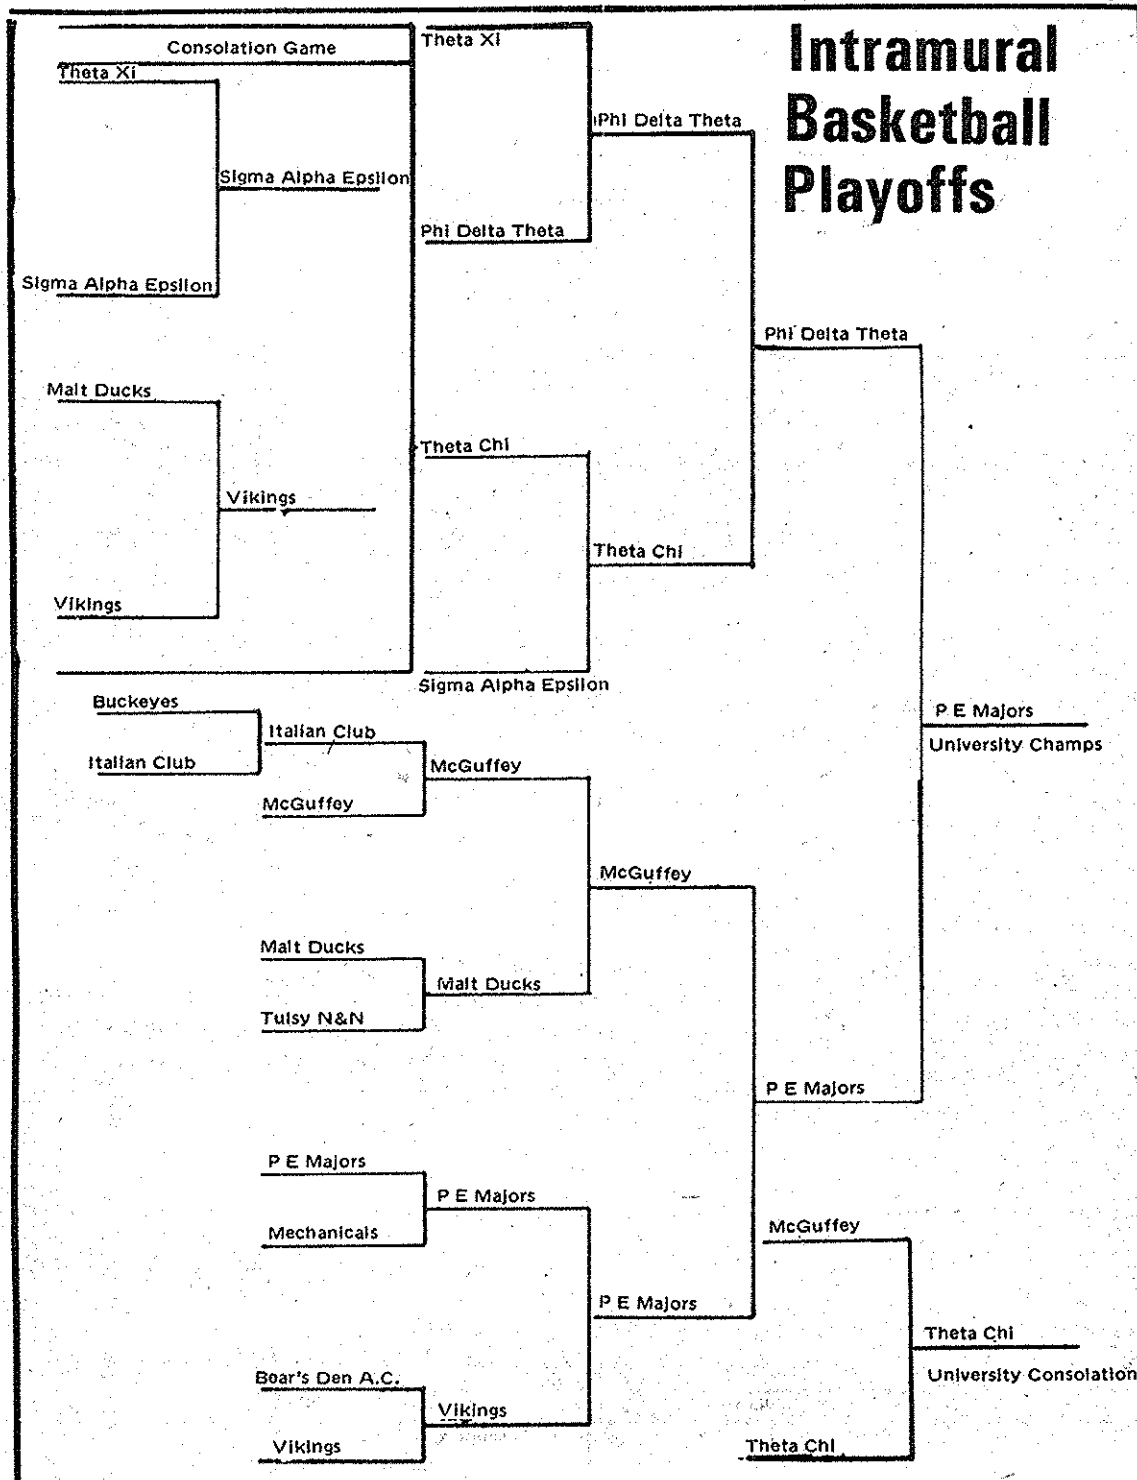 Intramural
Basketball
Playoffs
Consolation Game
Theta Xi
Sigma Alpha Epsilon
Sigma Alpha Epsilon
Malt Ducks
Vikings
Vikings
Theta Xi
Phi Delta Theta
Phi Delta Theta
Phi Delta Theta
Theta Chi
Theta Chi
Sigma Alpha Epsilon
Buckeyes
Italian Club
Italian Club
McGuffey
McGuffey
McGuffey
Malt Ducks
Malt Ducks
Tulsy N&N
P E Majors
University Champs
P E Majors
P E Majors
P E Majors
Mechanicals
P E Majors
Boar's Den A.C.
Vikings
Vikings
McGuffey
Theta Chi
University Consolation
Theta Chi